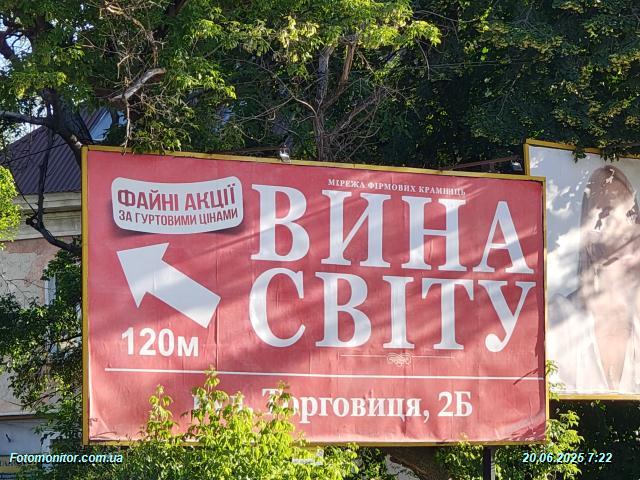 МЕРЕЖА ФІРМОВИХ КРАМНИЦЬ
ФАЙНІ АКЦІЇ
ЗА ГУРТОВИМИ ЦІНАМИ
ВИНА
СВІТУ
120м
вул. Торговиця, 2Б
Fotomonitor.com.ua
20.06.2025 7:22